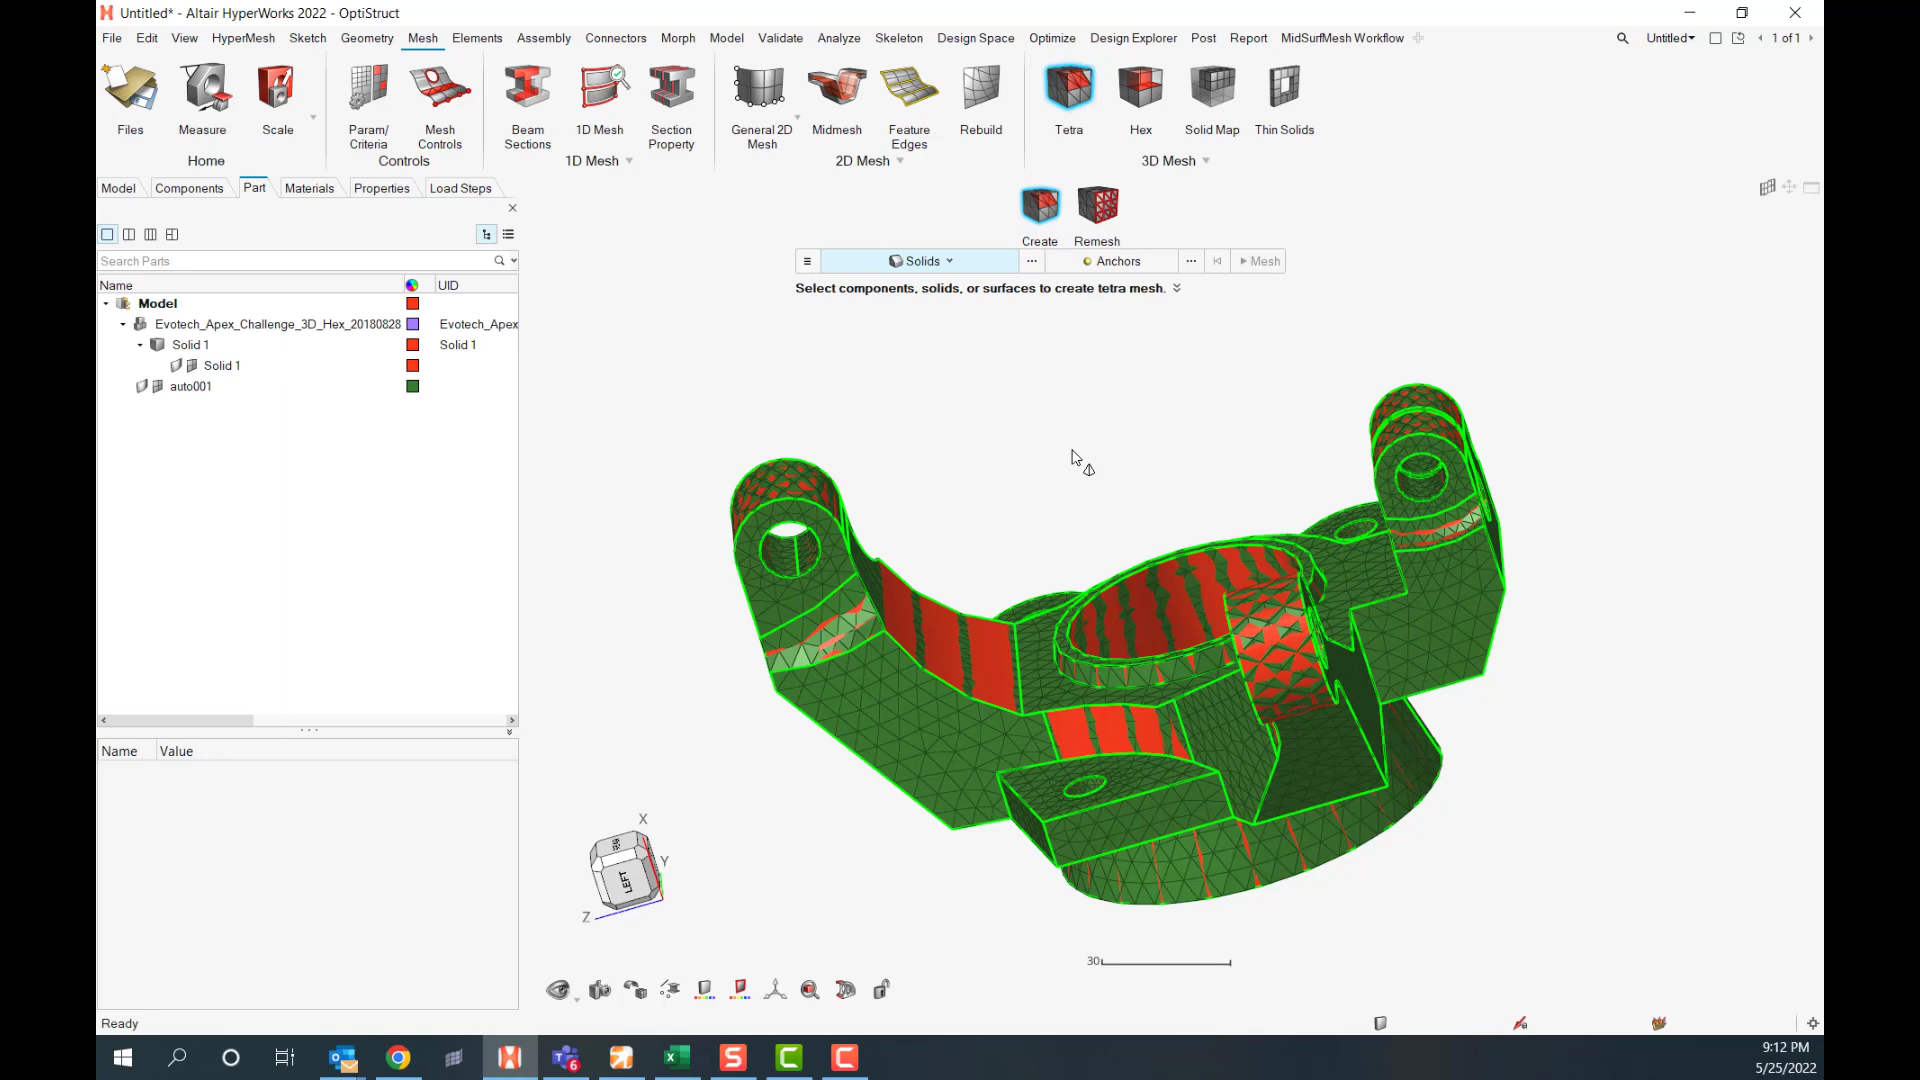 Untitled* - Altair HyperWorks 2022 - OptiStruct
File Edit View HyperMesh Sketch Geometry Mesh Elements Assembly Connectors Morph Model Validate Analyze Skeleton Design Space Optimize Design Explorer Post Report MidSurfMesh Workflow Untitled 1 of 1
Files Measure Scale Param/ Criteria Mesh Controls Beam Sections 1D Mesh Section Property General 2D Mesh Midmesh Feature Edges Rebuild Tetra Hex Solid Map Thin Solids
Home Controls 1D Mesh 2D Mesh 3D Mesh
Model Components Part Materials Properties Load Steps
Create Remesh
Search Parts
Solids ... Anchors ... Mesh
Select components, solids, or surfaces to create tetra mesh.
Name UID
Model
Evotech_Apex_Challenge_3D_Hex_20180828 Evotech_Apex
Solid 1 Solid 1
Solid 1
auto001
Name Value
X
Y
LEFT
Z
30
Ready
6
9:12 PM
5/25/2022